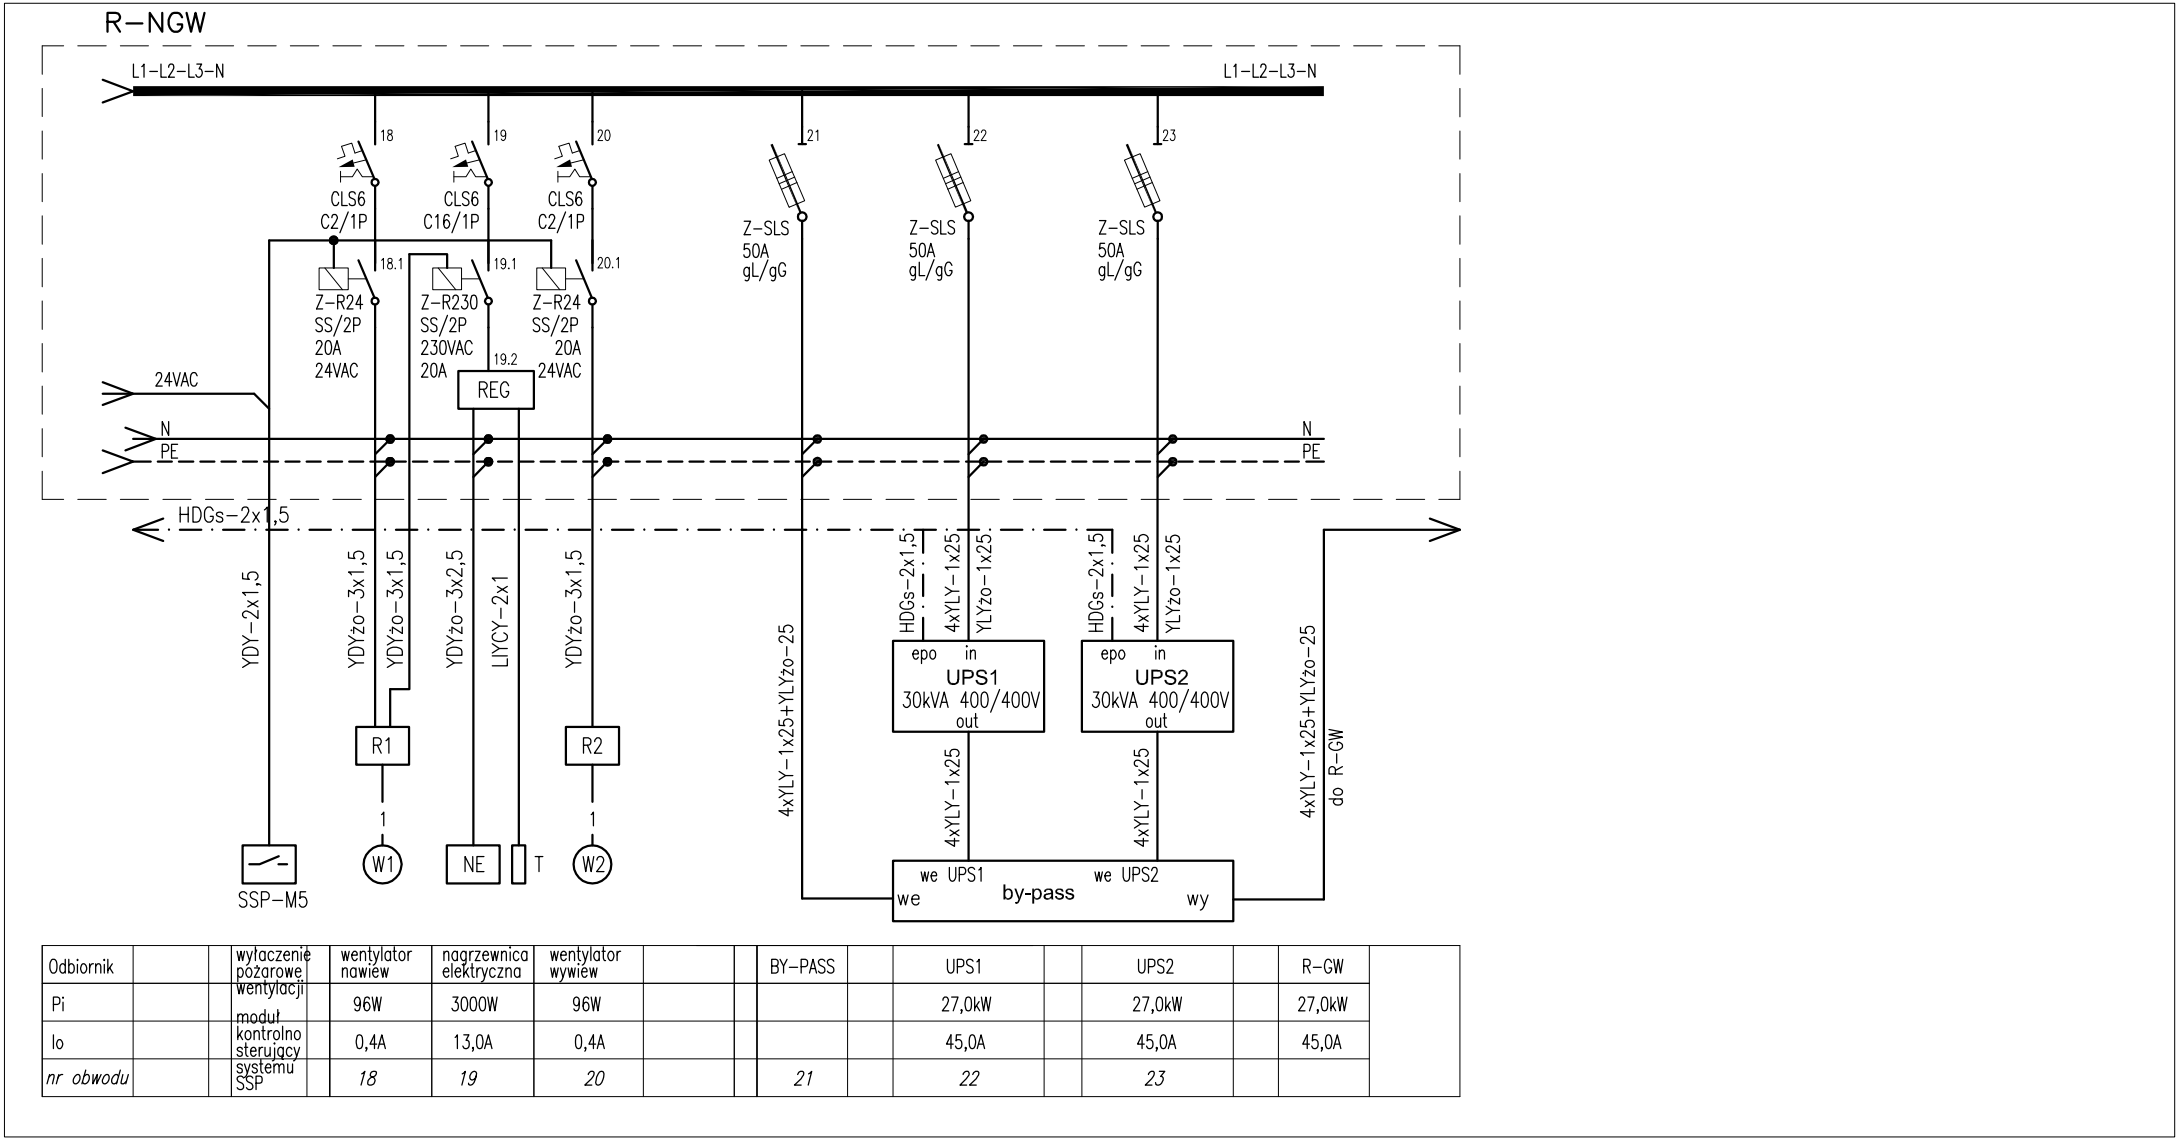 R-NGW
L1-L2-L3-N
L1-L2-L3-N
18
19
20
21
22
23
CLS6
C2/1P
CLS6
C16/1P
CLS6
C2/1P
Z-SLS
50A
gL/gG
Z-SLS
50A
gL/gG
Z-SLS
50A
gL/gG
18.1
19.1
20.1
Z-R24
SS/2P
20A
24VAC
Z-R230
SS/2P
230VAC
20A
Z-R24
SS/2P
20A
24VAC
19.2
REG
24VAC
N
PE
N
PE
HDGs-2x1,5
YDY-2x1,5
YDYżo-3x1,5
YDYżo-3x1,5
YDYżo-3x2,5
LIYCY-2x1
YDYżo-3x1,5
4xYLY-1x25+YLYżo-25
HDGs-2x1,5
4xYLY-1x25
YLYżo-1x25
HDGs-2x1,5
4xYLY-1x25
YLYżo-1x25
4xYLY-1x25+YLYżo-25
do R-GW
epo in
UPS1
30kVA 400/400V
out
epo in
UPS2
30kVA 400/400V
out
4xYLY-1x25
4xYLY-1x25
R1
R2
1
1
SSP-M5
W1
NE
T
W2
we UPS1
we UPS2
we
by-pass
wy
Odbiornik
wyłaczenie
pożarowe
wentylacji
moduł
kontrolno
sterujący
systemu
SSP
wentylator
nawiew
nagrzewnica
elektryczna
wentylator
wywiew
BY-PASS
UPS1
UPS2
R-GW
Pi
96W
3000W
96W
27,0kW
27,0kW
27,0kW
Io
0,4A
13,0A
0,4A
45,0A
45,0A
45,0A
nr obwodu
18
19
20
21
22
23